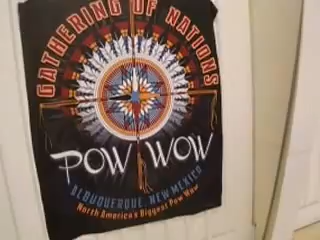 GATHERING OF NATIONS
POW WOW
ALBUQUERQUE, NEW MEXICO
North America's Biggest Pow Wow